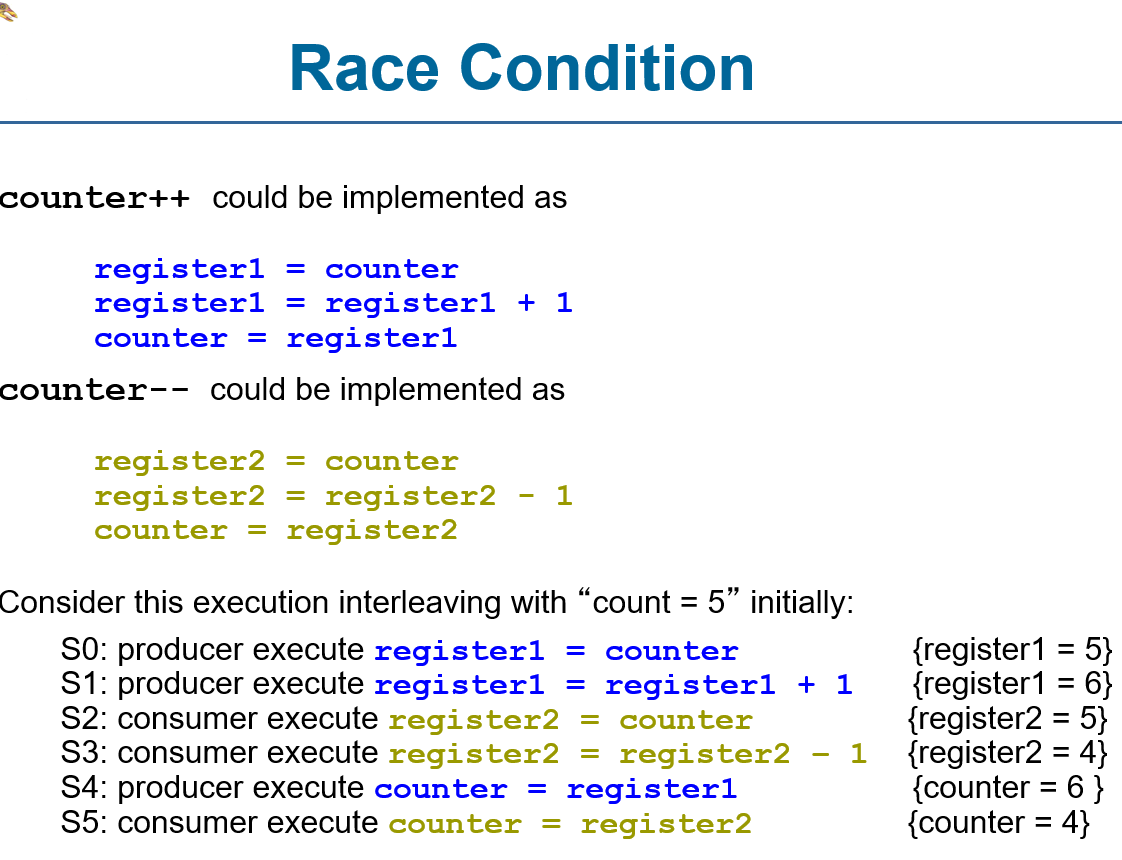 Race Condition
counter++ could be implemented as
register1 = counter
register1 = register1 + 1
counter = register1
counter-- could be implemented as
register2 = counter
register2 = register2 - 1
counter = register2
Consider this execution interleaving with “count = 5” initially:
S0: producer execute register1 = counter {register1 = 5}
S1: producer execute register1 = register1 + 1 {register1 = 6}
S2: consumer execute register2 = counter {register2 = 5}
S3: consumer execute register2 = register2 – 1 {register2 = 4}
S4: producer execute counter = register1 {counter = 6 }
S5: consumer execute counter = register2 {counter = 4}